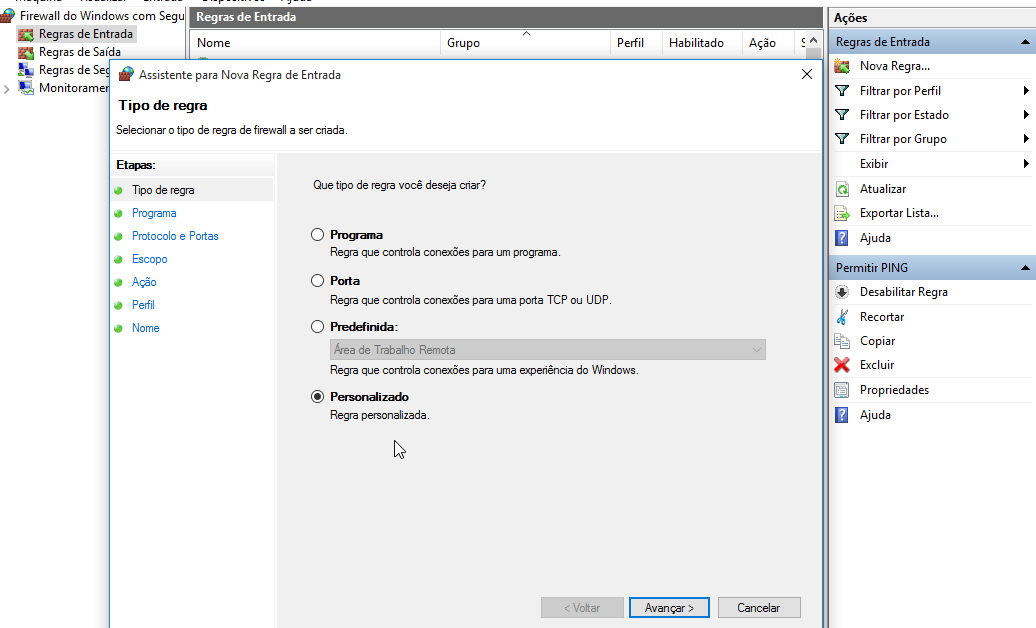 Firewall do Windows com Segu
Regras de Entrada
Regras de Saída
Regras de Seg
Monitoramer
Regras de Entrada
Nome
Grupo
Perfil
Habilitado
Ação
Assistente para Nova Regra de Entrada
Tipo de regra
Selecionar o tipo de regra de firewall a ser criada.
Etapas:
Tipo de regra
Programa
Protocolo e Portas
Escopo
Ação
Perfil
Nome
Que tipo de regra você deseja criar?
Programa
Regra que controla conexões para um programa.
Porta
Regra que controla conexões para uma porta TCP ou UDP.
Predefinida:
Área de Trabalho Remota
Regra que controla conexões para uma experiência do Windows.
Personalizado
Regra personalizada.
< Voltar
Avançar >
Cancelar
Ações
Regras de Entrada
Nova Regra...
Filtrar por Perfil
Filtrar por Estado
Filtrar por Grupo
Exibir
Atualizar
Exportar Lista...
Ajuda
Permitir PING
Desabilitar Regra
Recortar
Copiar
Excluir
Propriedades
Ajuda